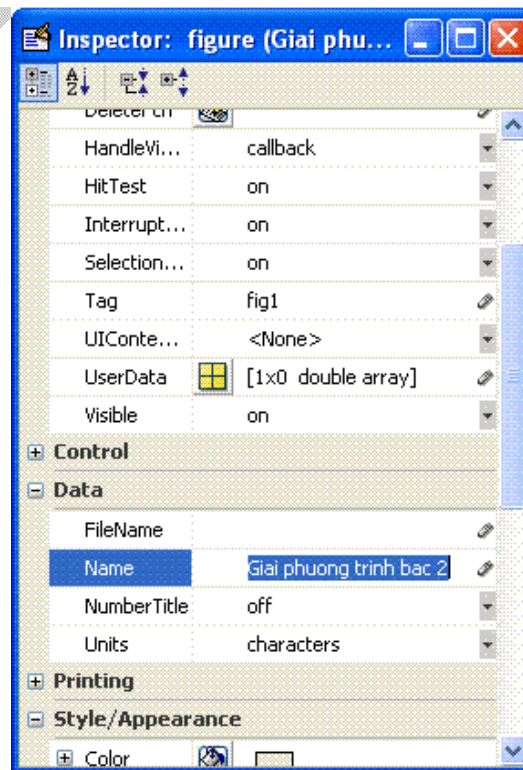 Inspector: figure (Giai phu...
DeleteFcn
HandleVi... callback
HitTest on
Interrupt... on
Selection... on
Tag fig1
UIConte... <None>
UserData [1x0 double array]
Visible on
Control
Data
FileName
Name Giai phuong trinh bac 2
NumberTitle off
Units characters
Printing
Style/Appearance
Color